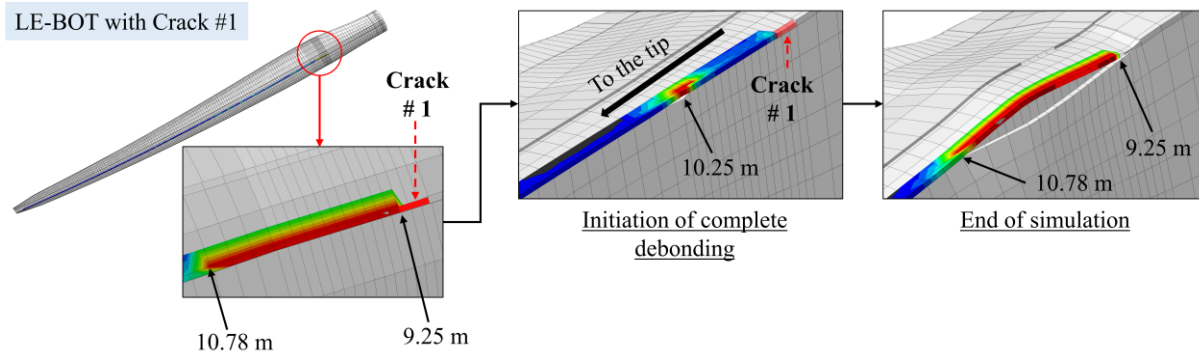 LE-BOT with Crack #1
Crack
# 1
10.78 m
9.25 m
To the tip
Crack
# 1
10.25 m
Initiation of complete
debonding
9.25 m
10.78 m
End of simulation